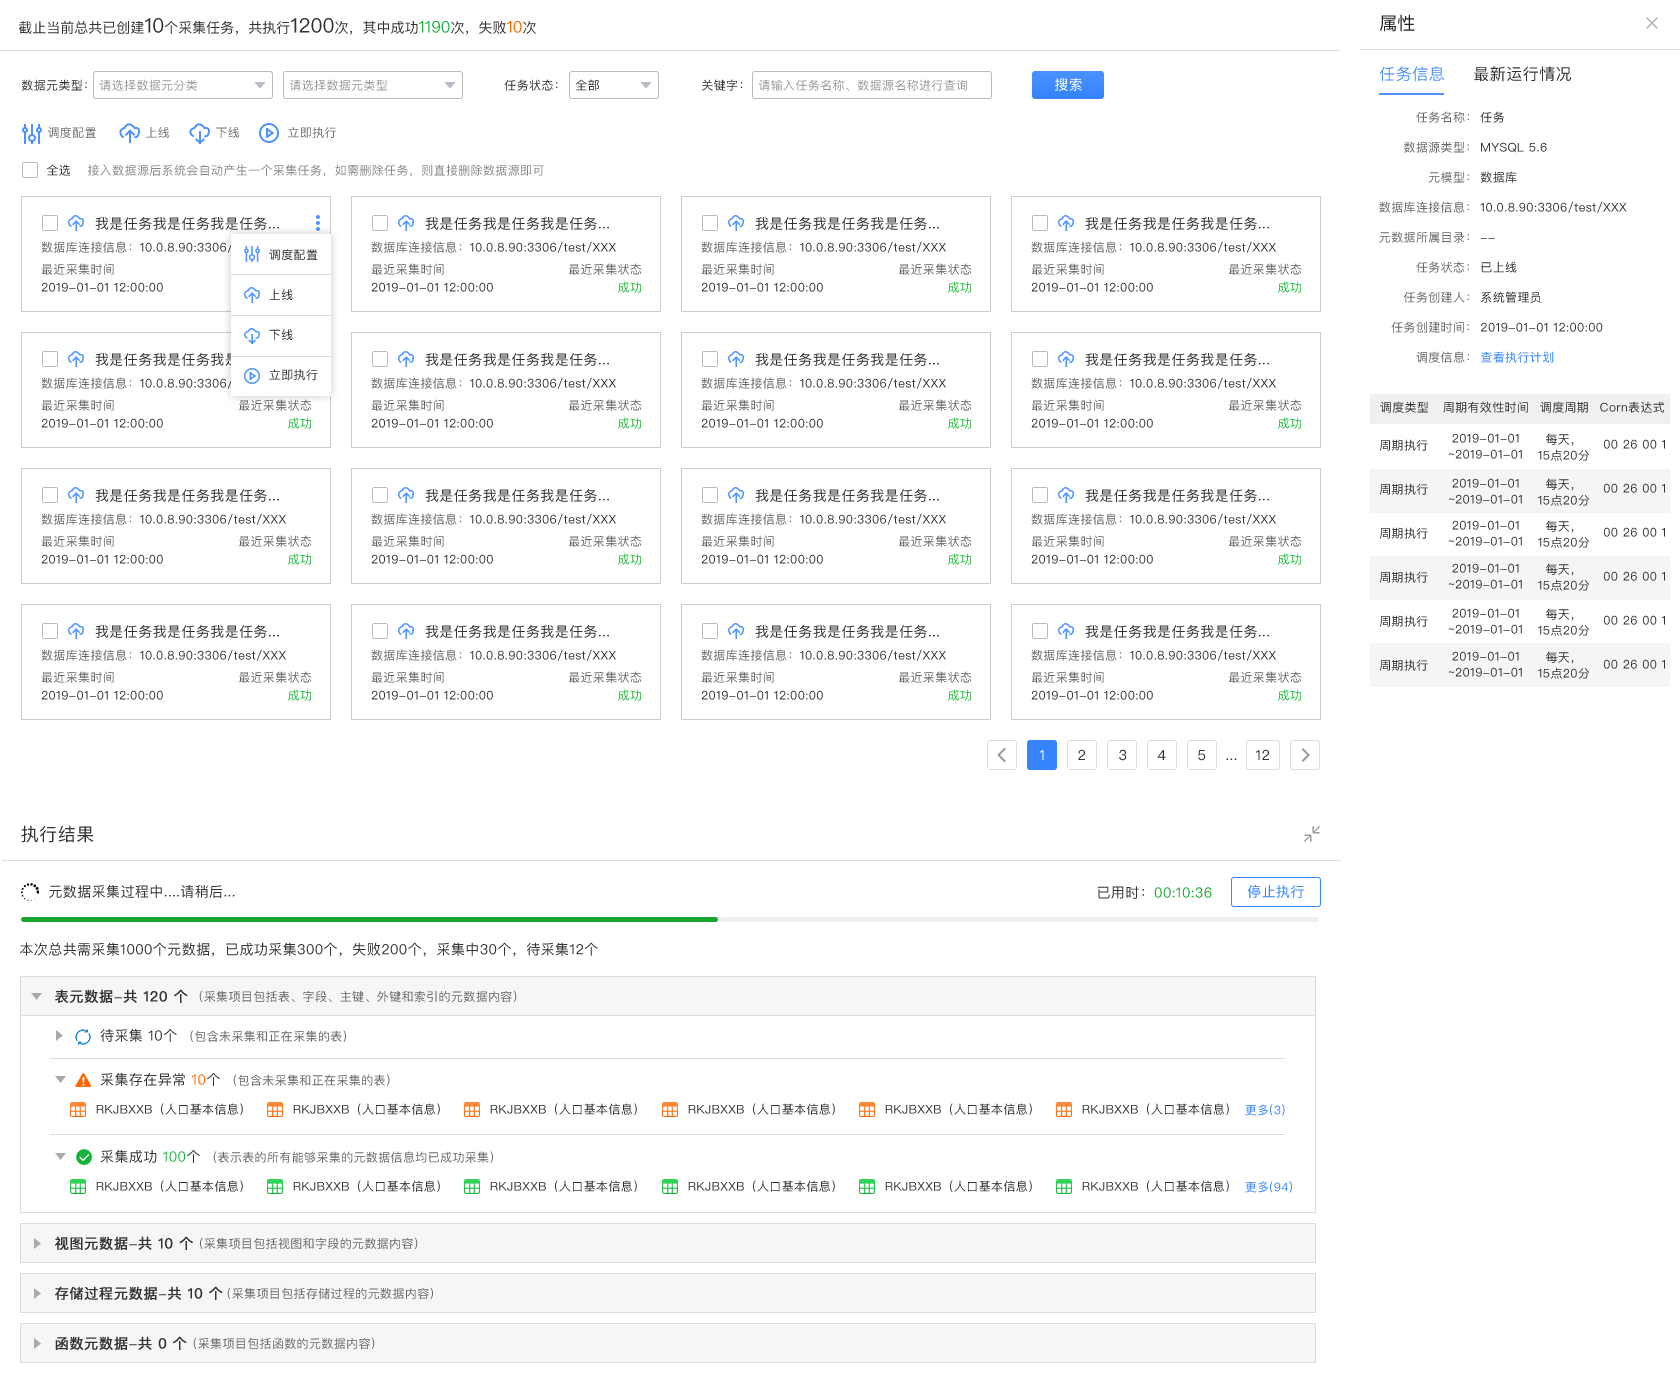 截止当前总共已创建10个采集任务，共执行1200次，其中成功1190次，失败10次
数据元类型： 请选择数据元分类 请选择数据元类型 任务状态： 全部 关键字： 请输入任务名称、数据源名称进行查询 搜索
调度配置 上线 下线 立即执行
全选 接入数据源后系统会自动产生一个采集任务，如需删除任务，则直接删除数据源即可
我是任务我是任务我是任务... 我是任务我是任务我是任务... 我是任务我是任务我是任务... 我是任务我是任务我是任务...
数据库连接信息：10.0.8.90:3306/ 数据库连接信息：10.0.8.90:3306/test/XXX 数据库连接信息：10.0.8.90:3306/test/XXX 数据库连接信息：10.0.8.90:3306/test/XXX
最近采集时间 最近采集时间 最近采集状态 最近采集时间 最近采集状态 最近采集时间 最近采集状态
2019-01-01 12:00:00 2019-01-01 12:00:00 成功 2019-01-01 12:00:00 成功 2019-01-01 12:00:00 成功
调度配置
上线
下线
立即执行
我是任务我是任务我是 我是任务我是任务我是任务... 我是任务我是任务我是任务... 我是任务我是任务我是任务...
数据库连接信息：10.0.8.90:3306/ 数据库连接信息：10.0.8.90:3306/test/XXX 数据库连接信息：10.0.8.90:3306/test/XXX 数据库连接信息：10.0.8.90:3306/test/XXX
最近采集时间 最近采集状态 最近采集时间 最近采集状态 最近采集时间 最近采集状态 最近采集时间 最近采集状态
2019-01-01 12:00:00 成功 2019-01-01 12:00:00 成功 2019-01-01 12:00:00 成功 2019-01-01 12:00:00 成功
我是任务我是任务我是任务... 我是任务我是任务我是任务... 我是任务我是任务我是任务... 我是任务我是任务我是任务...
数据库连接信息：10.0.8.90:3306/test/XXX 数据库连接信息：10.0.8.90:3306/test/XXX 数据库连接信息：10.0.8.90:3306/test/XXX 数据库连接信息：10.0.8.90:3306/test/XXX
最近采集时间 最近采集状态 最近采集时间 最近采集状态 最近采集时间 最近采集状态 最近采集时间 最近采集状态
2019-01-01 12:00:00 成功 2019-01-01 12:00:00 成功 2019-01-01 12:00:00 成功 2019-01-01 12:00:00 成功
我是任务我是任务我是任务... 我是任务我是任务我是任务... 我是任务我是任务我是任务... 我是任务我是任务我是任务...
数据库连接信息：10.0.8.90:3306/test/XXX 数据库连接信息：10.0.8.90:3306/test/XXX 数据库连接信息：10.0.8.90:3306/test/XXX 数据库连接信息：10.0.8.90:3306/test/XXX
最近采集时间 最近采集状态 最近采集时间 最近采集状态 最近采集时间 最近采集状态 最近采集时间 最近采集状态
2019-01-01 12:00:00 成功 2019-01-01 12:00:00 成功 2019-01-01 12:00:00 成功 2019-01-01 12:00:00 成功
1 2 3 4 5 ... 12
执行结果
元数据采集过程中....请稍后... 已用时：00:10:36 停止执行
本次总共需采集1000个元数据，已成功采集300个，失败200个，采集中30个，待采集12个
表元数据-共 120 个（采集项目包括表、字段、主键、外键和索引的元数据内容）
待采集 10个（包含未采集和正在采集的表）
采集存在异常 10个（包含未采集和正在采集的表）
RKJBXXB（人口基本信息） RKJBXXB（人口基本信息） RKJBXXB（人口基本信息） RKJBXXB（人口基本信息） RKJBXXB（人口基本信息） RKJBXXB（人口基本信息） 更多(3)
采集成功 100个（表示表的所有能够采集的元数据信息均已成功采集）
RKJBXXB（人口基本信息） RKJBXXB（人口基本信息） RKJBXXB（人口基本信息） RKJBXXB（人口基本信息） RKJBXXB（人口基本信息） RKJBXXB（人口基本信息） 更多(94)
视图元数据-共 10 个（采集项目包括视图和字段的元数据内容）
存储过程元数据-共 10 个（采集项目包括存储过程的元数据内容）
函数元数据-共 0 个（采集项目包括函数的元数据内容）
属性
任务信息 最新运行情况
任务名称： 任务
数据源类型： MYSQL 5.6
元模型： 数据库
数据库连接信息： 10.0.8.90:3306/test/XXX
元数据所属目录： --
任务状态： 已上线
任务创建人： 系统管理员
任务创建时间： 2019-01-01 12:00:00
调度信息： 查看执行计划
调度类型 周期有效性时间 调度周期 Corn表达式
周期执行 2019-01-01 ~2019-01-01 每天，15点20分 00 26 00 1
周期执行 2019-01-01 ~2019-01-01 每天，15点20分 00 26 00 1
周期执行 2019-01-01 ~2019-01-01 每天，15点20分 00 26 00 1
周期执行 2019-01-01 ~2019-01-01 每天，15点20分 00 26 00 1
周期执行 2019-01-01 ~2019-01-01 每天，15点20分 00 26 00 1
周期执行 2019-01-01 ~2019-01-01 每天，15点20分 00 26 00 1